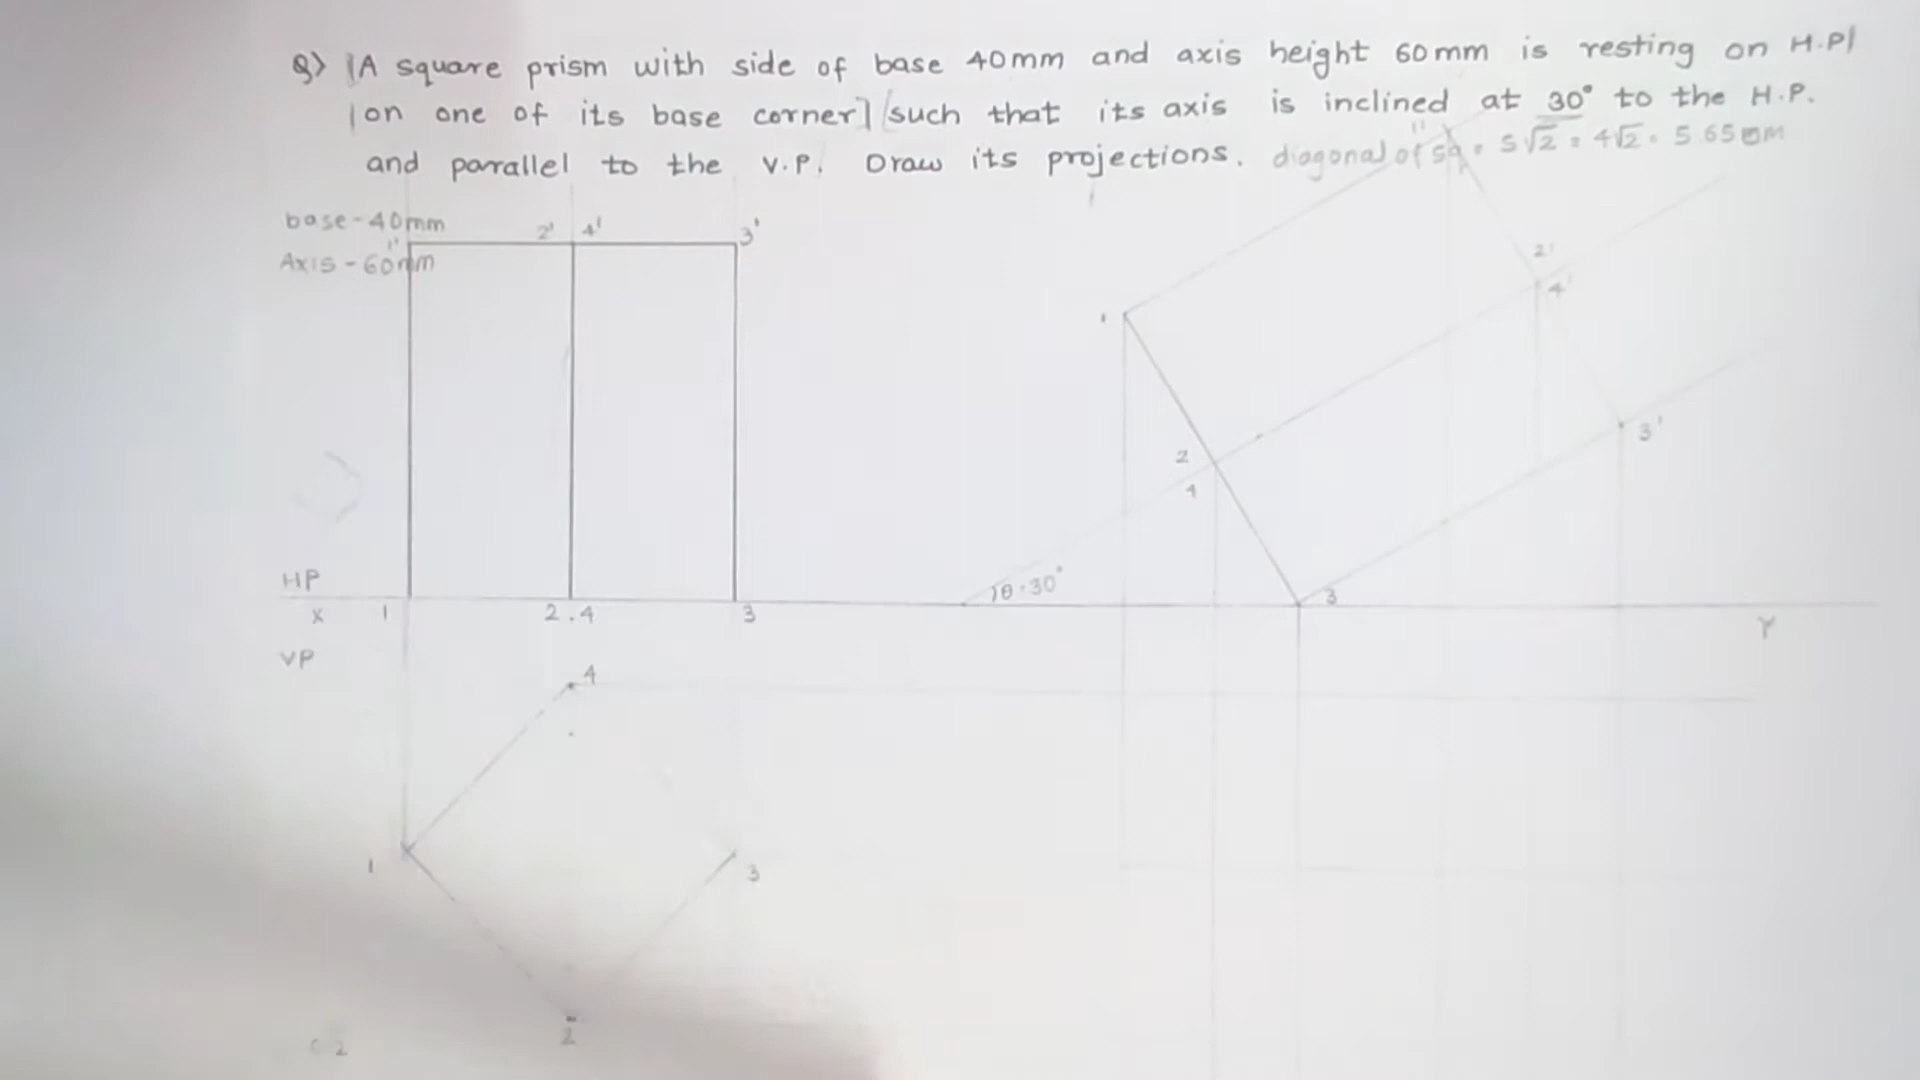 Q) A square prism with side of base 40mm and axis height 60mm is resting on H.P
on one of its base corner] such that its axis is inclined at 30° to the H.P.
and parallel to the V.P. Draw its projections. diagonal of sq = S√2 = 4√2 = 5.65cm
base - 40mm
Axis - 60mm
1' 2' 4' 3'
1'
2'
4'
1
3'
2
4
θ=30°
3
HP
X 1 2.4 3 Y
VP
4
1 3
2
2